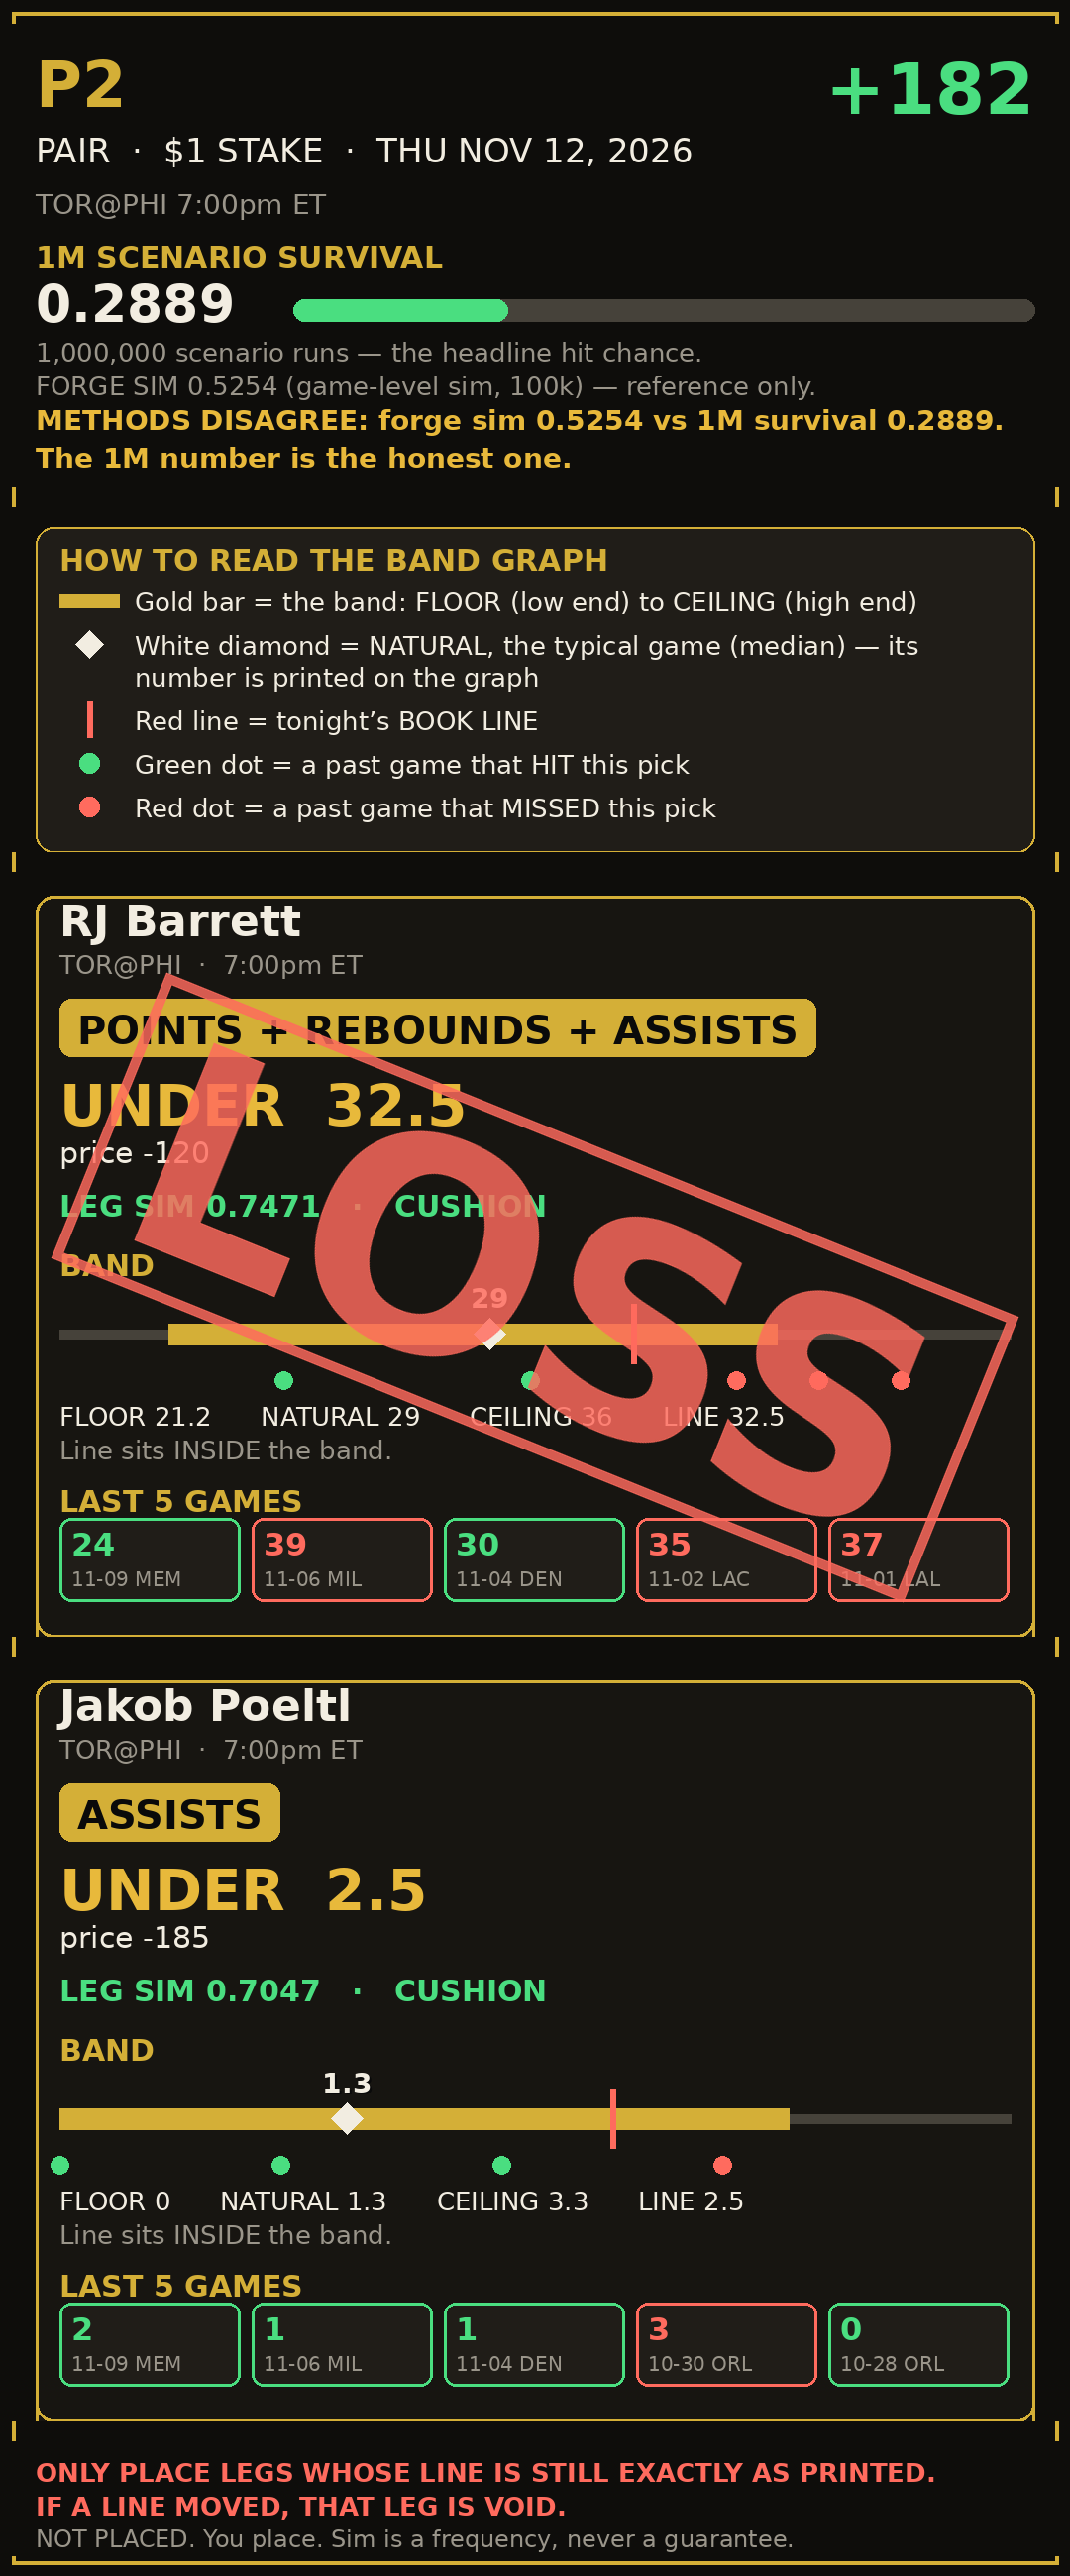 P2
+182
PAIR · $1 STAKE · THU NOV 12, 2026
TOR@PHI 7:00pm ET
1M SCENARIO SURVIVAL
0.2889
1,000,000 scenario runs — the headline hit chance.
FORGE SIM 0.5254 (game-level sim, 100k) — reference only.
METHODS DISAGREE: forge sim 0.5254 vs 1M survival 0.2889.
The 1M number is the honest one.
HOW TO READ THE BAND GRAPH
Gold bar = the band: FLOOR (low end) to CEILING (high end)
White diamond = NATURAL, the typical game (median) — its
number is printed on the graph
Red line = tonight’s BOOK LINE
Green dot = a past game that HIT this pick
Red dot = a past game that MISSED this pick
RJ Barrett
TOR@PHI · 7:00pm ET
POINTS + REBOUNDS + ASSISTS
UNDER 32.5
price -120
LEG SIM 0.7471 · CUSHION
LOSS
BAND
29
FLOOR 21.2 NATURAL 29 CEILING 36 LINE 32.5
Line sits INSIDE the band.
LAST 5 GAMES
24 39 30 35 37
11-09 MEM 11-06 MIL 11-04 DEN 11-02 LAC 11-01 LAL
Jakob Poeltl
TOR@PHI · 7:00pm ET
ASSISTS
UNDER 2.5
price -185
LEG SIM 0.7047 · CUSHION
BAND
1.3
FLOOR 0 NATURAL 1.3 CEILING 3.3 LINE 2.5
Line sits INSIDE the band.
LAST 5 GAMES
2 1 1 3 0
11-09 MEM 11-06 MIL 11-04 DEN 10-30 ORL 10-28 ORL
ONLY PLACE LEGS WHOSE LINE IS STILL EXACTLY AS PRINTED.
IF A LINE MOVED, THAT LEG IS VOID.
NOT PLACED. You place. Sim is a frequency, never a guarantee.